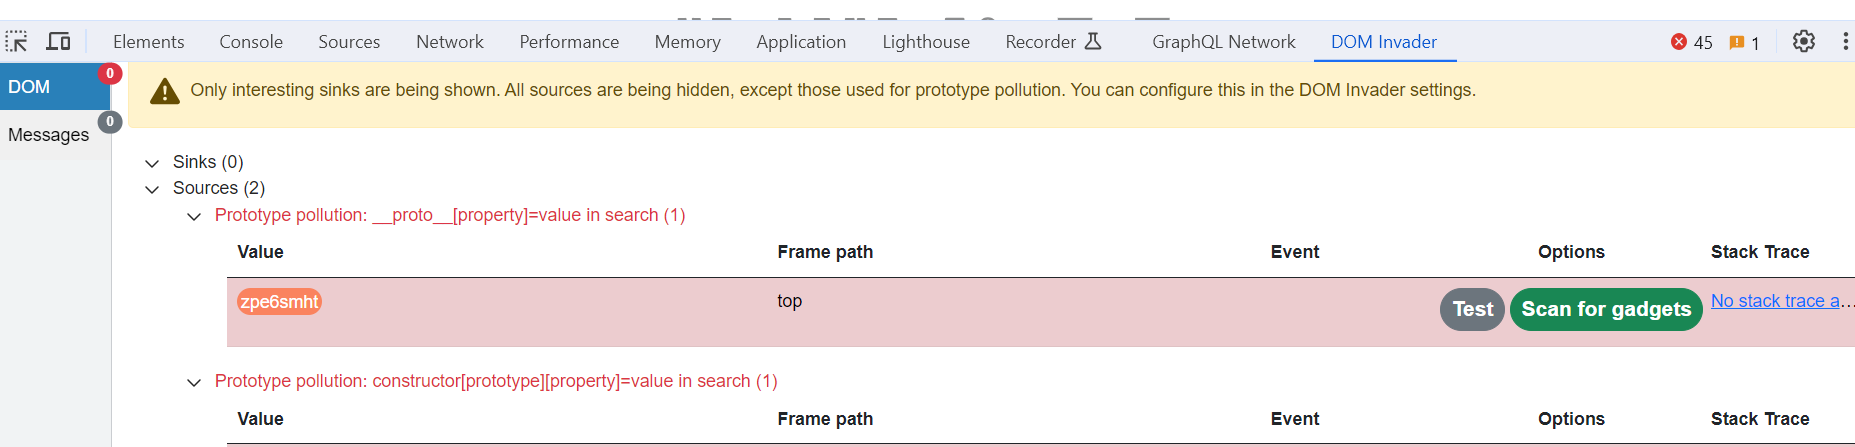 Elements Console Sources Network Performance Memory Application Lighthouse Recorder GraphQL Network DOM Invader 45 1
DOM 0
Messages 0
Only interesting sinks are being shown. All sources are being hidden, except those used for prototype pollution. You can configure this in the DOM Invader settings.
Sinks (0)
Sources (2)
Prototype pollution: __proto__[property]=value in search (1)
Value Frame path Event Options Stack Trace
zpe6smht top Test Scan for gadgets No stack trace a...
Prototype pollution: constructor[prototype][property]=value in search (1)
Value Frame path Event Options Stack Trace